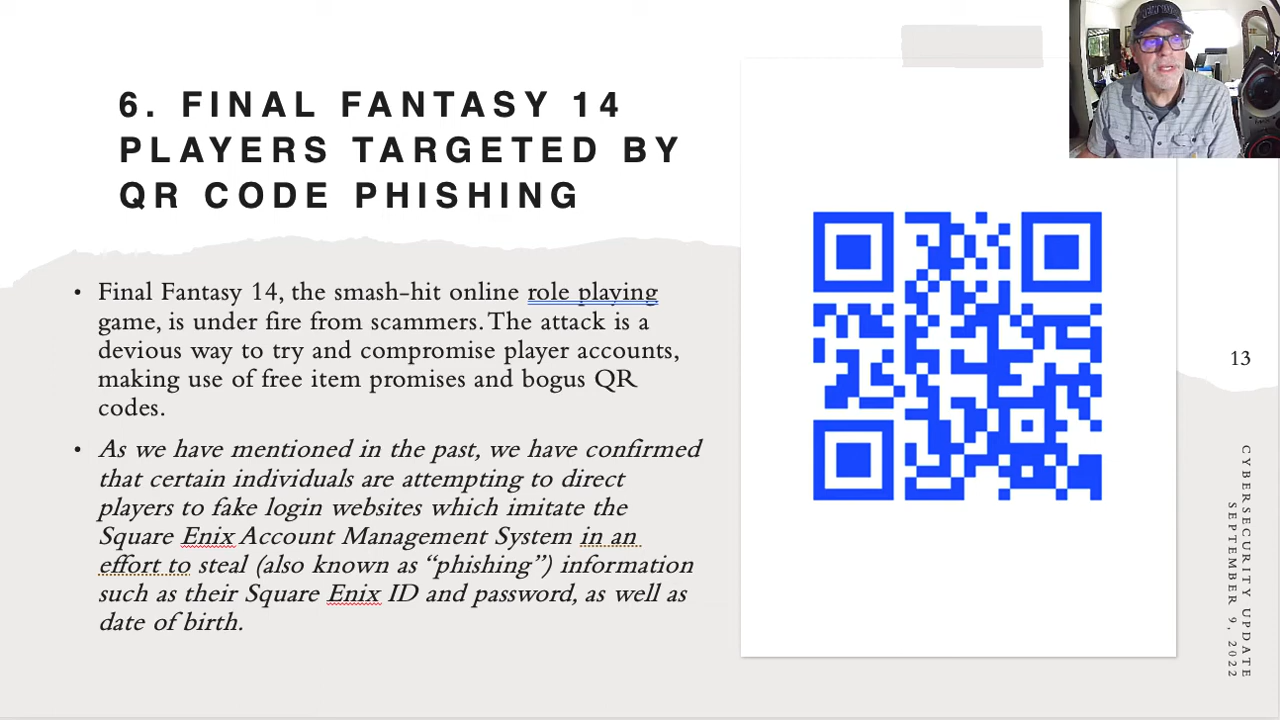 6. FINAL FANTASY 14
PLAYERS TARGETED BY
QR CODE PHISHING
• Final Fantasy 14, the smash-hit online role playing
game, is under fire from scammers. The attack is a
devious way to try and compromise player accounts,
making use of free item promises and bogus QR
codes.
• As we have mentioned in the past, we have confirmed
that certain individuals are attempting to direct
players to fake login websites which imitate the
Square Enix Account Management System in an
effort to steal (also known as “phishing”) information
such as their Square Enix ID and password, as well as
date of birth.
13
CYBERSECURITY UPDATE
SEPTEMBER 9, 2022